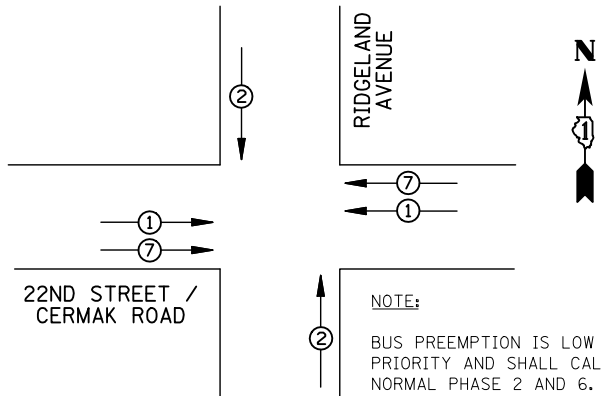 RIDGELAND
AVENUE
N
1
2
7
1
1
7
22ND STREET /
CERMAK ROAD
2
NOTE:
BUS PREEMPTION IS LOW
PRIORITY AND SHALL CAL
NORMAL PHASE 2 AND 6.